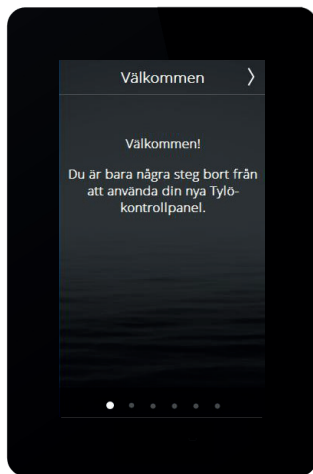 Välkommen
Välkommen!
Du är bara några steg bort från
att använda din nya Tylö-
kontrollpanel.